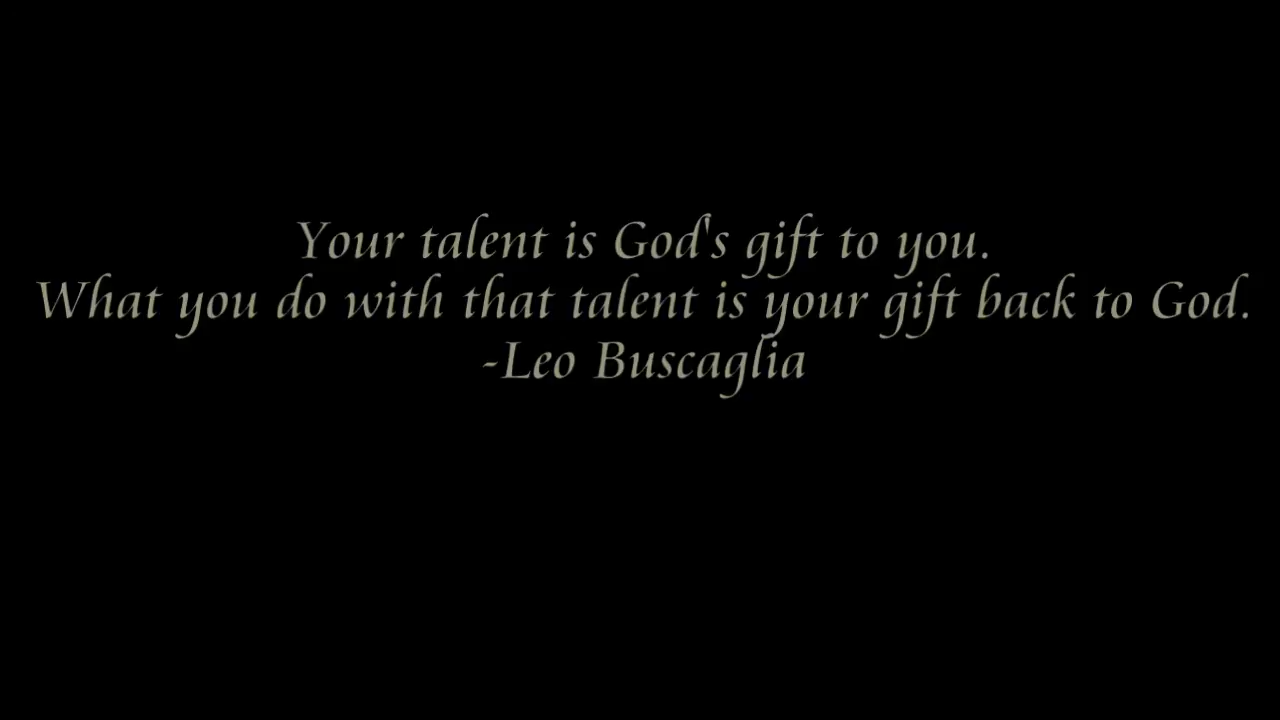 Your talent is God's gift to you.
What you do with that talent is your gift back to God.
-Leo Buscaglia